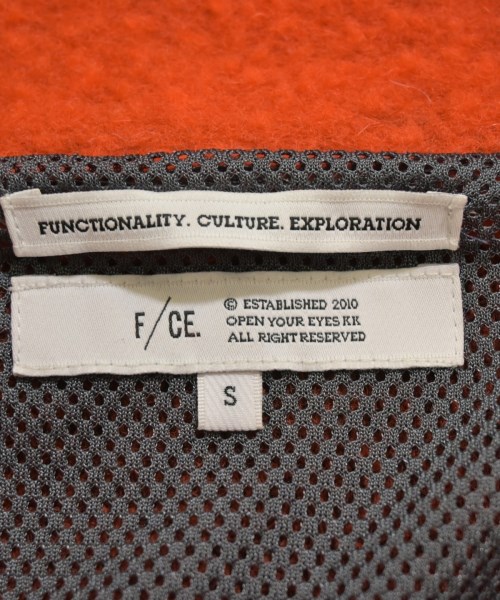 FUNCTIONALITY. CULTURE. EXPLORATION
F/CE.
© ESTABLISHED 2010
OPEN YOUR EYES KK
ALL RIGHT RESERVED
S